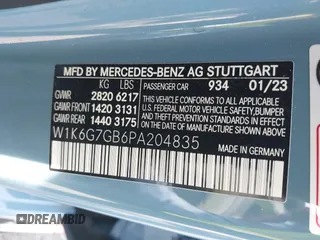 MFG BY MERCEDES-BENZ AG STUTTGART
KG LBS PASSENGER CAR 934 01/23
GVWR 2820 6217 THIS VEHICLE CONFORMS TO ALL APPLICABLE
GAWR FRONT 1420 3131 U.S. FEDERAL MOTOR VEHICLE SAFETY, BUMPER,
GAWR REAR 1440 3175 AND THEFT PREVENTION STANDARDS IN EFFECT ON THE DATE OF MANUFACTURE SHOWN ABOVE
W1K6G7GB6PA204835
MADE IN GERMANY
DREAMBID